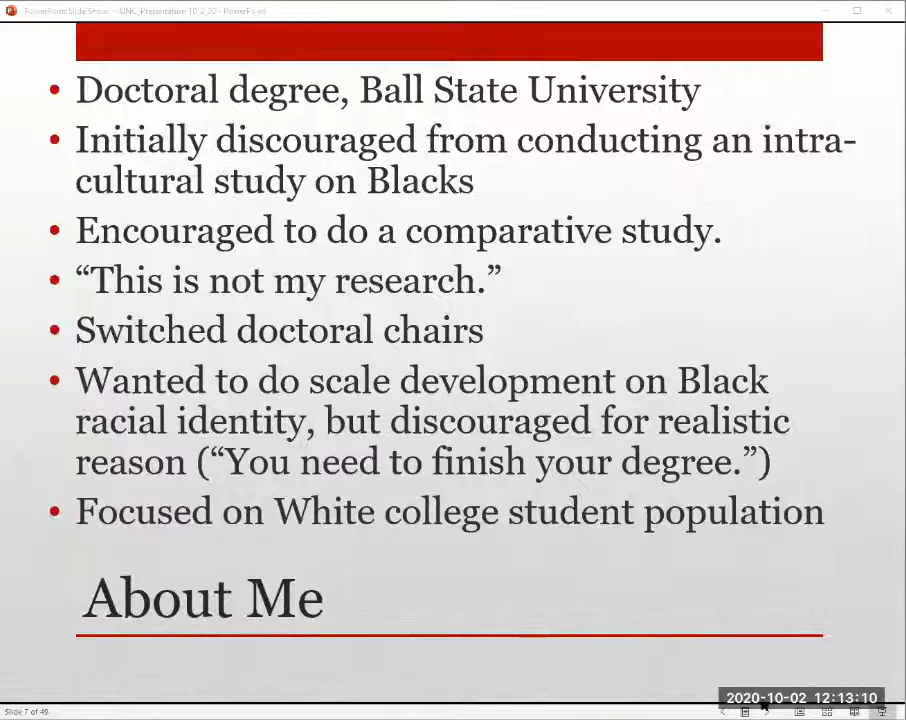 PowerPoint Slide Show - UNC_Presentation 10_2_20 - PowerPoint
• Doctoral degree, Ball State University
• Initially discouraged from conducting an intra-
cultural study on Blacks
• Encouraged to do a comparative study.
• “This is not my research.”
• Switched doctoral chairs
• Wanted to do scale development on Black
racial identity, but discouraged for realistic
reason (“You need to finish your degree.”)
• Focused on White college student population
About Me
2020-10-02 12:13:10
Slide 7 of 49